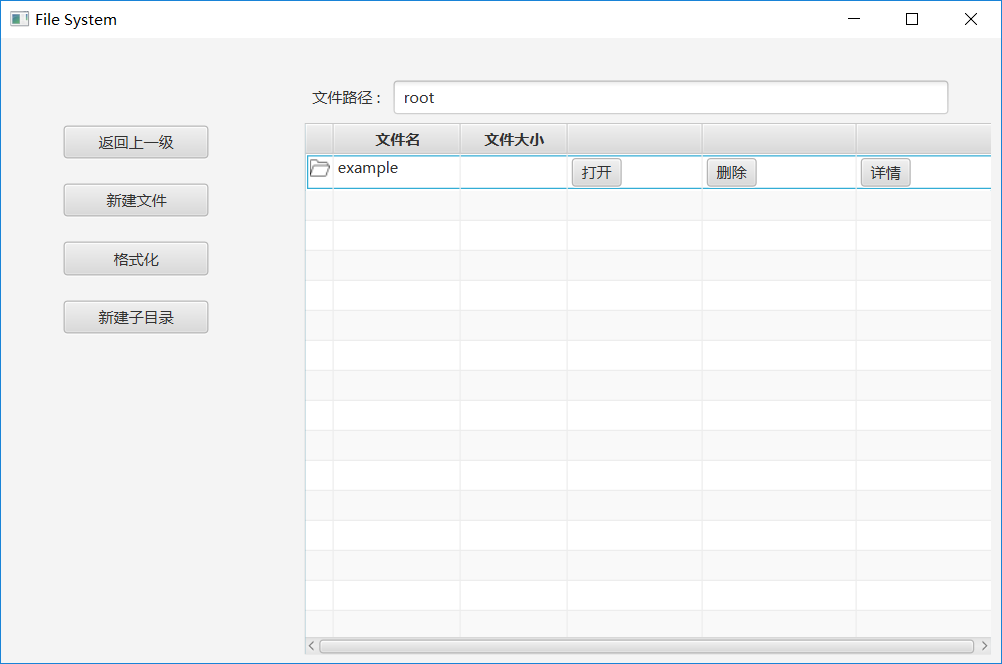 File System
文件路径： root
返回上一级
新建文件
格式化
新建子目录
文件名 文件大小
example 打开 删除 详情